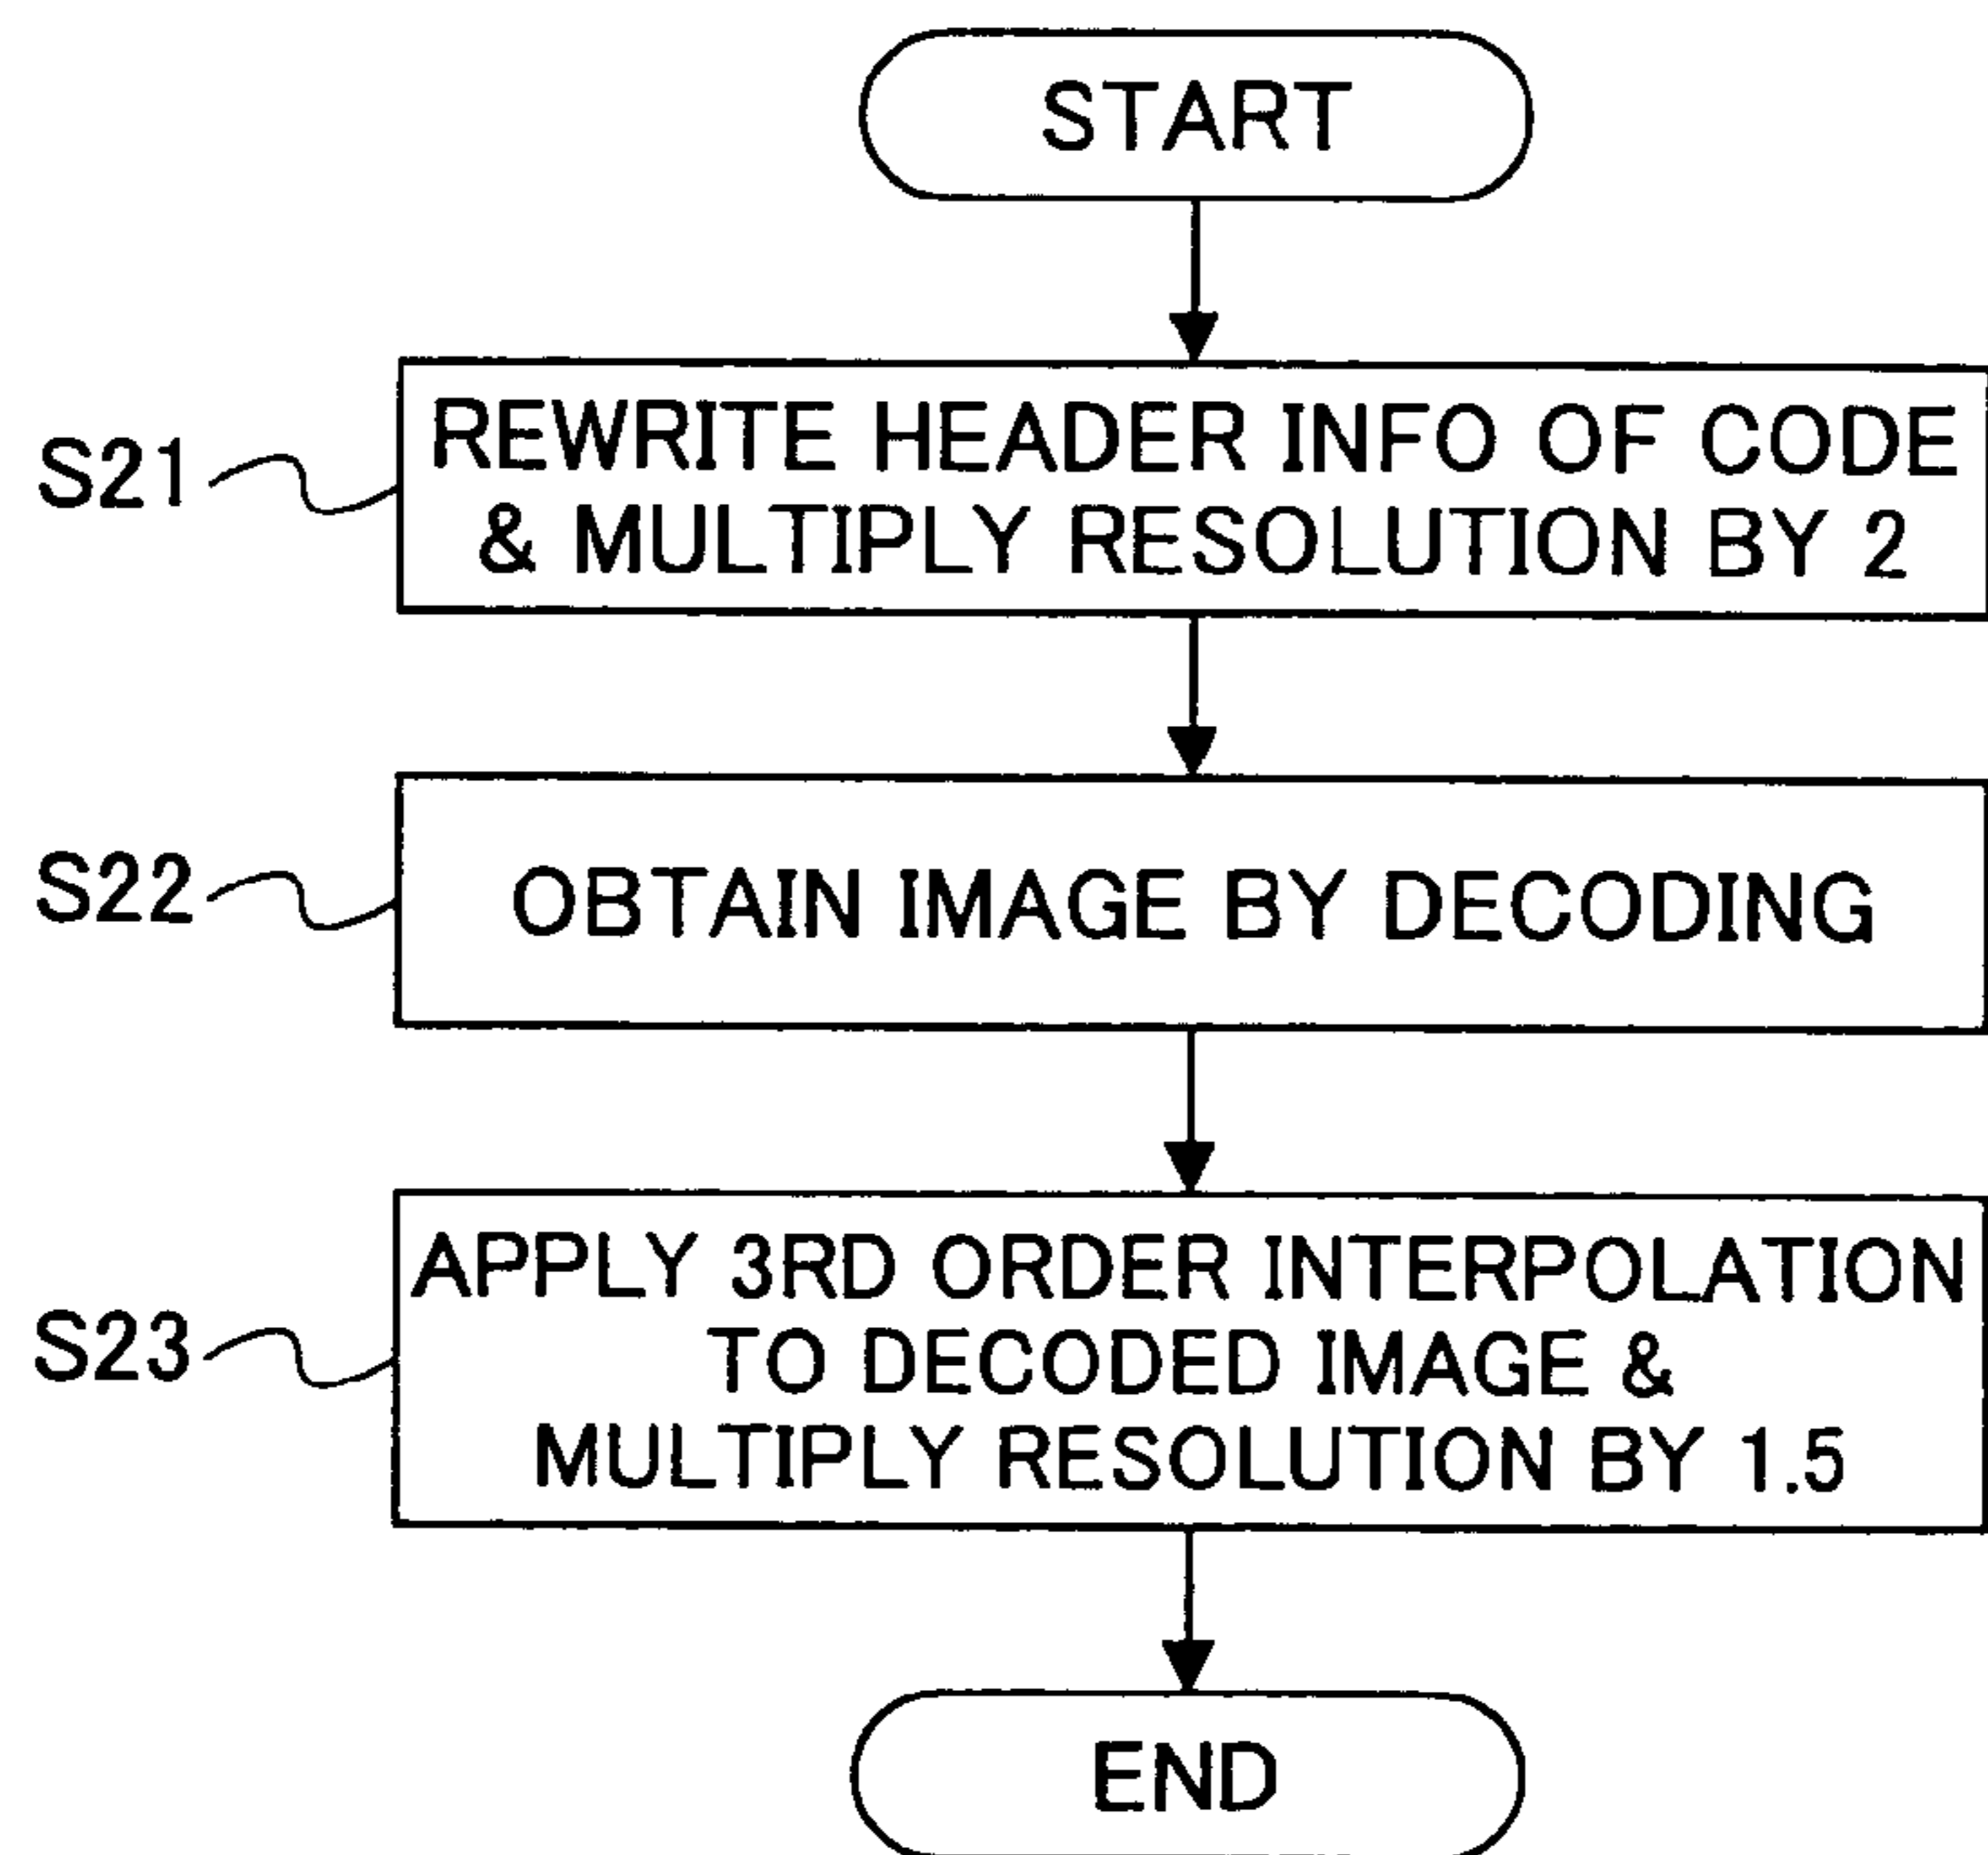 START
S21
REWRITE HEADER INFO OF CODE
& MULTIPLY RESOLUTION BY 2
S22
OBTAIN IMAGE BY DECODING
S23
APPLY 3RD ORDER INTERPOLATION
TO DECODED IMAGE &
MULTIPLY RESOLUTION BY 1.5
END